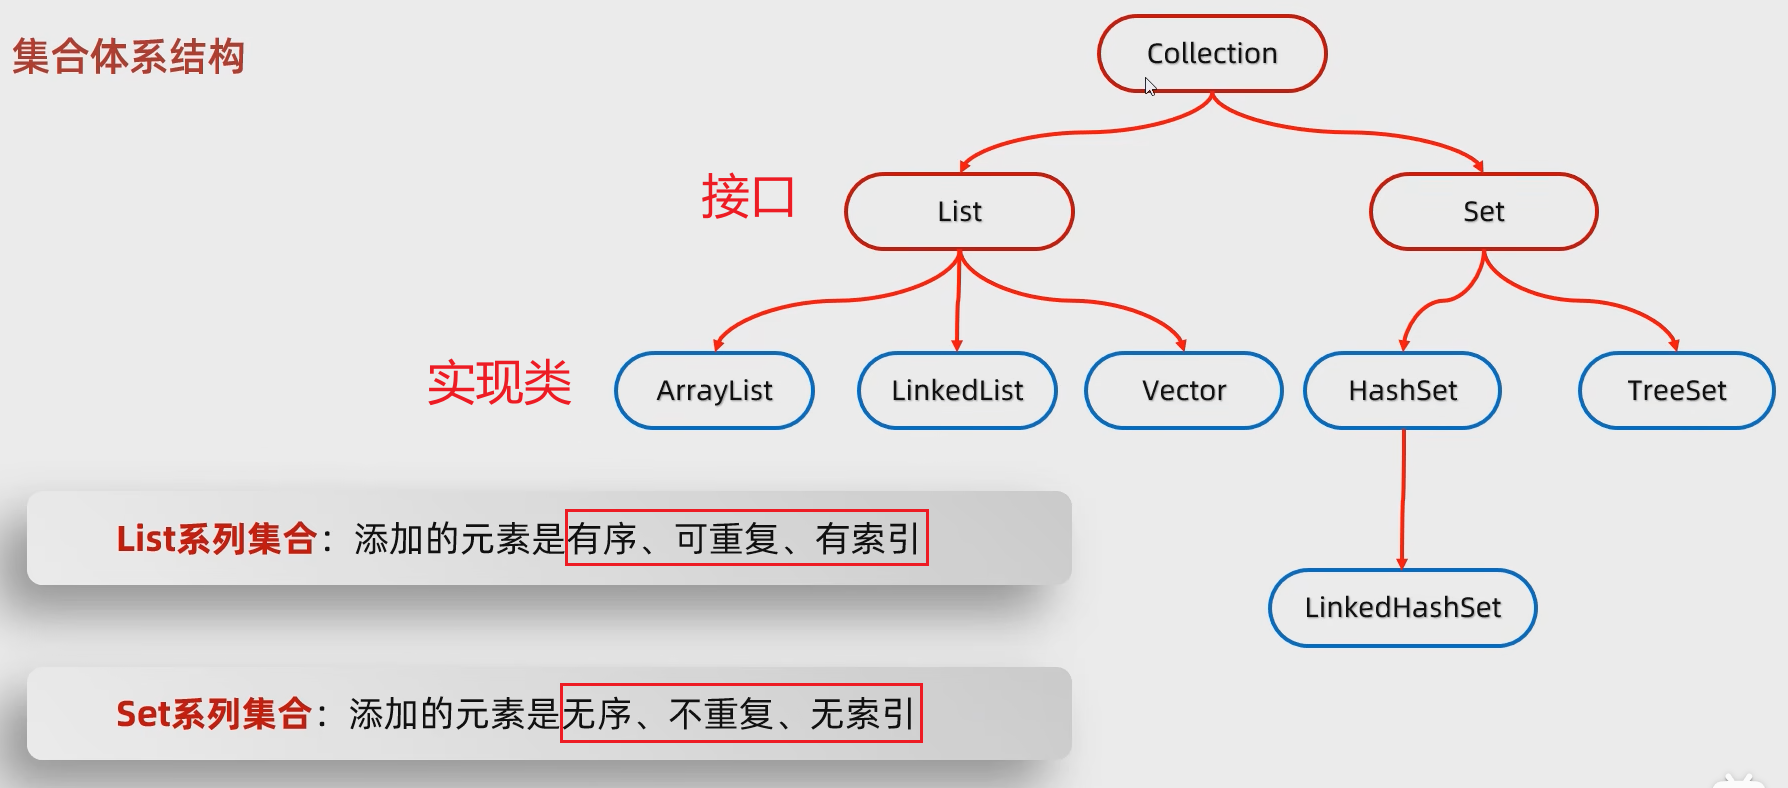 集合体系结构
Collection
接口
List
Set
实现类
ArrayList
LinkedList
Vector
HashSet
TreeSet
List系列集合：添加的元素是有序、可重复、有索引
LinkedHashSet
Set系列集合：添加的元素是无序、不重复、无索引